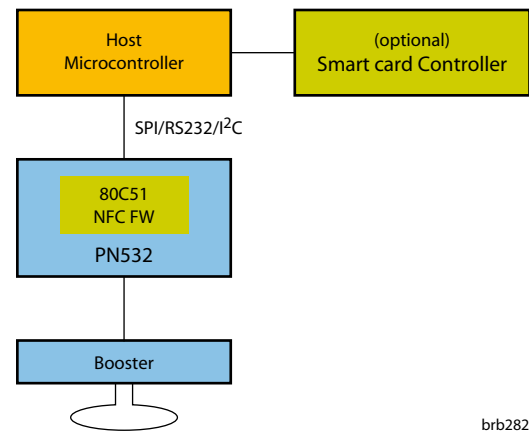 Host
Microcontroller
(optional)
Smart card Controller
SPI/RS232/I²C
80C51
NFC FW
PN532
Booster
brb282